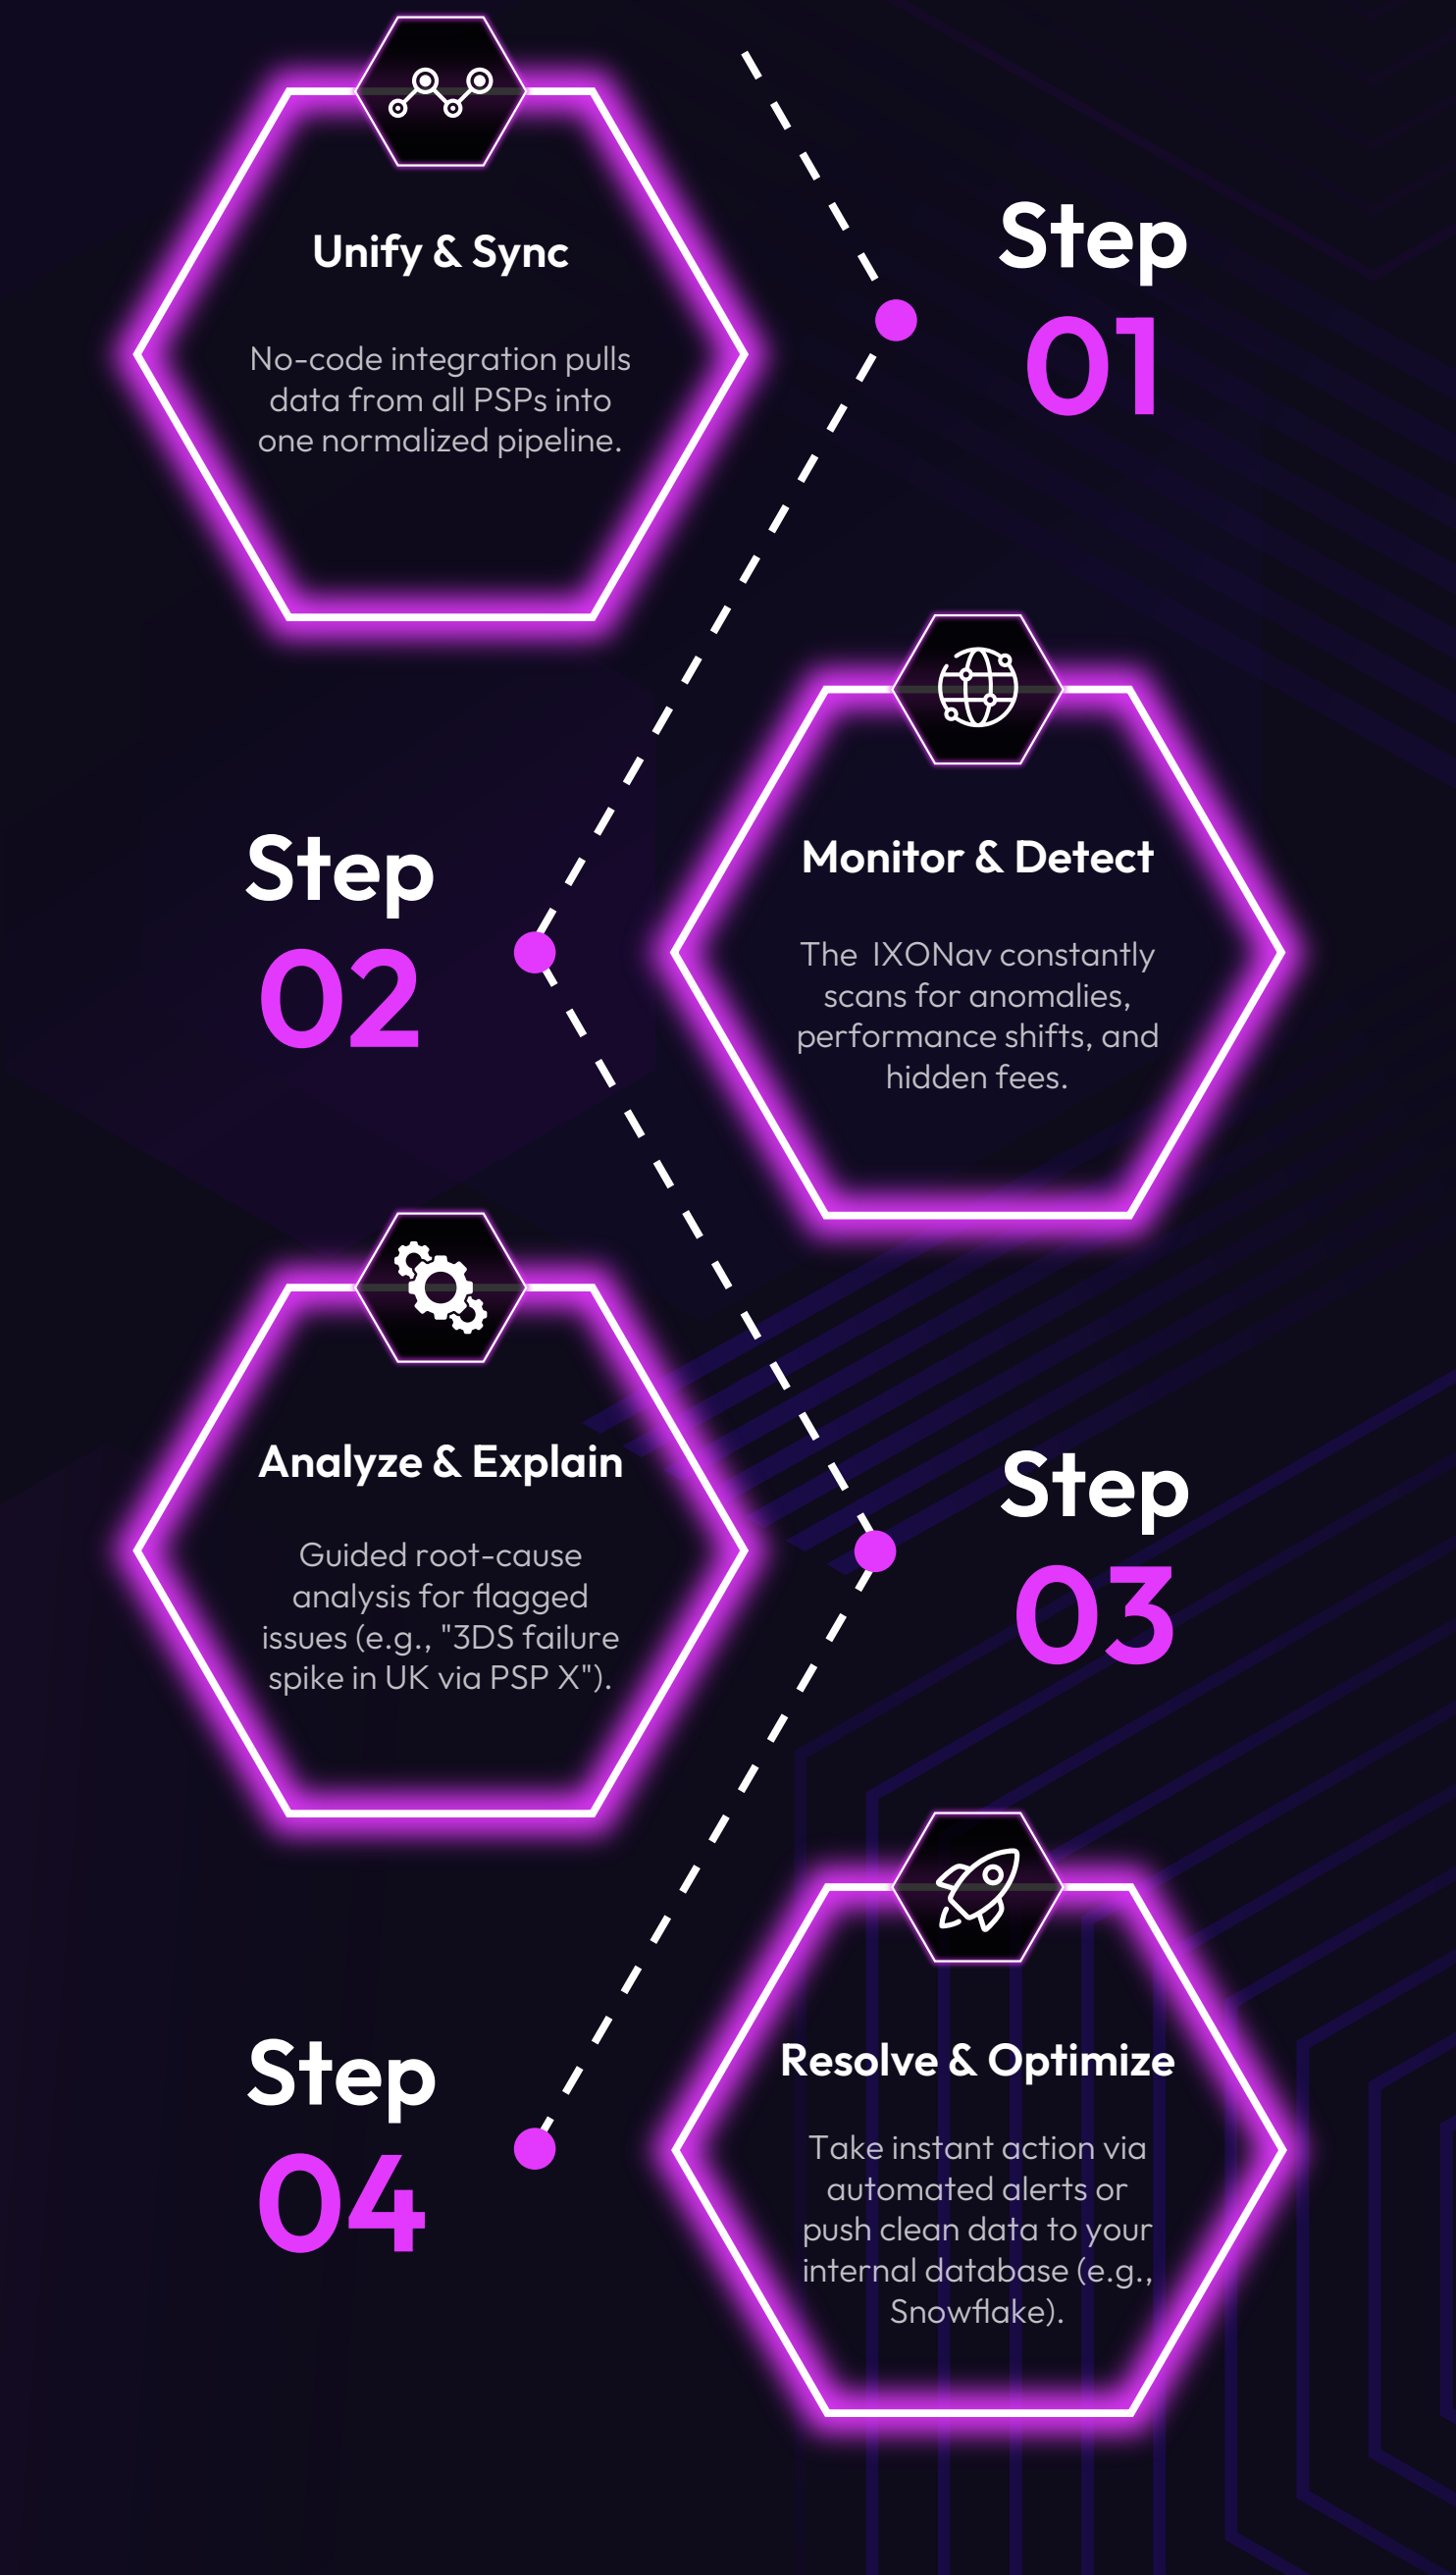 Unify & Sync
No-code integration pulls
data from all PSPs into
one normalized pipeline.
Step
01
Step
02
Monitor & Detect
The  IXONav constantly
scans for anomalies,
performance shifts, and
hidden fees.
Analyze & Explain
Guided root-cause
analysis for flagged
issues (e.g., "3DS failure
spike in UK via PSP X").
Step
03
Step
04
Resolve & Optimize
Take instant action via
automated alerts or
push clean data to your
internal database (e.g.,
Snowflake).